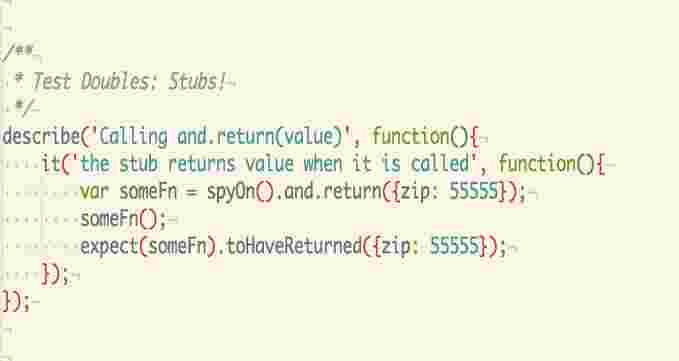 /**
 * Test Doubles: Stubs!
 */
describe('Calling and.return(value)', function(){
    it('the stub returns value when it is called', function(){
        var someFn = spyOn().and.return({zip: 55555});
        someFn();
        expect(someFn).toHaveReturned({zip: 55555});
    });
});